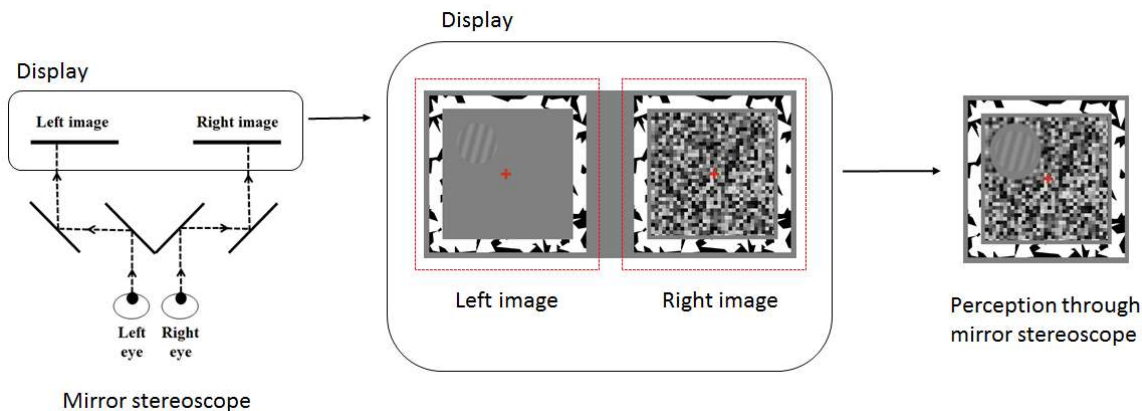 Display
Left image
Right image
Left
eye
Right
eye
Mirror stereoscope
Display
Left image
Right image
Perception through
mirror stereoscope